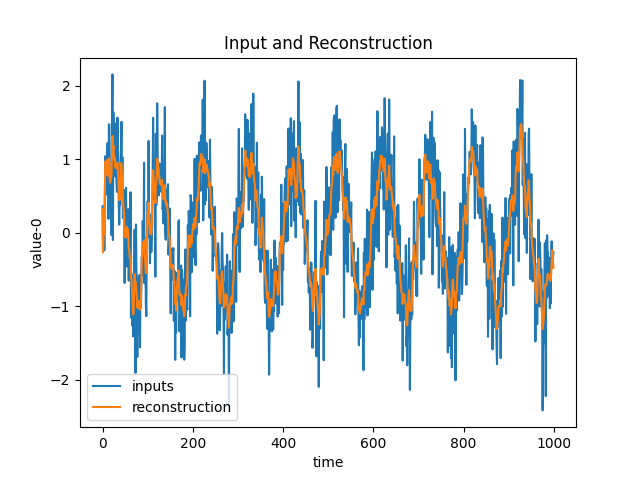 Input and Reconstruction
value-0
2
1
0
−1
−2
inputs
reconstruction
0 200 400 600 800 1000
time